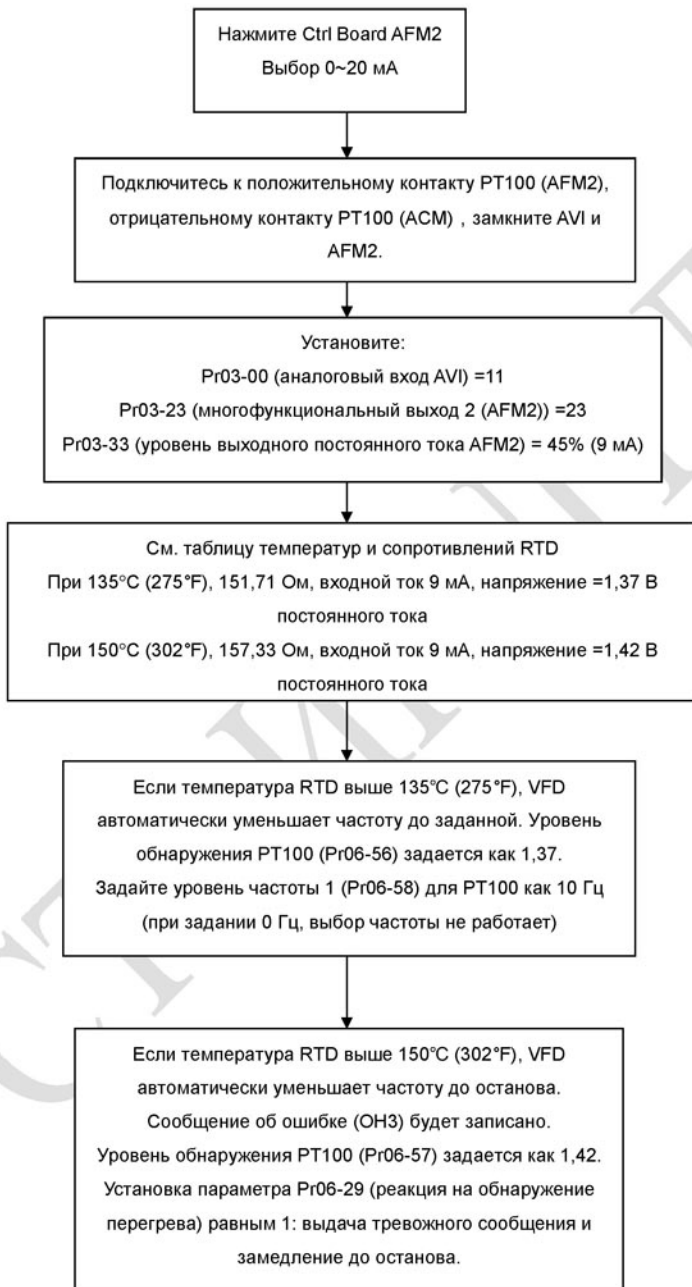 Нажмите Ctrl Board AFM2
Выбор 0~20 мА
Подключитесь к положительному контакту PT100 (AFM2),
отрицательному контакту PT100 (ACM) , замкните AVI и
AFM2.
Установите:
Pr03-00 (аналоговый вход AVI) =11
Pr03-23 (многофункциональный выход 2 (AFM2)) =23
Pr03-33 (уровень выходного постоянного тока AFM2) = 45% (9 мА)
См. таблицу температур и сопротивлений RTD
При 135°C (275°F), 151,71 Ом, входной ток 9 мА, напряжение =1,37 В
постоянного тока
При 150°C (302°F), 157,33 Ом, входной ток 9 мА, напряжение =1,42 В
постоянного тока
Если температура RTD выше 135°C (275°F), VFD
автоматически уменьшает частоту до заданной. Уровень
обнаружения PT100 (Pr06-56) задается как 1,37.
Задайте уровень частоты 1 (Pr06-58) для PT100 как 10 Гц
(при задании 0 Гц, выбор частоты не работает)
Если температура RTD выше 150°C (302°F), VFD
автоматически уменьшает частоту до останова.
Сообщение об ошибке (OH3) будет записано.
Уровень обнаружения PT100 (Pr06-57) задается как 1,42.
Установка параметра Pr06-29 (реакция на обнаружение
перегрева) равным 1: выдача тревожного сообщения и
замедление до останова.